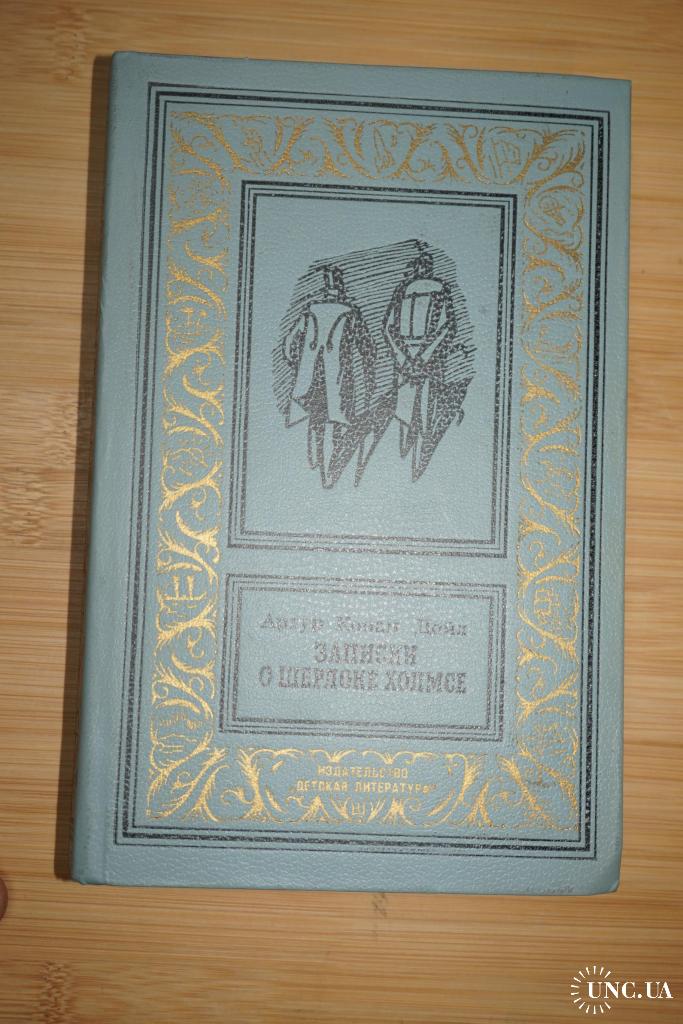 Артур Конан Дойл
ЗАПИСКИ
О ШЕРЛОКЕ ХОЛМСЕ
ИЗДАТЕЛЬСТВО
„ДЕТСКАЯ ЛИТЕРАТУРА"
UNC.UA